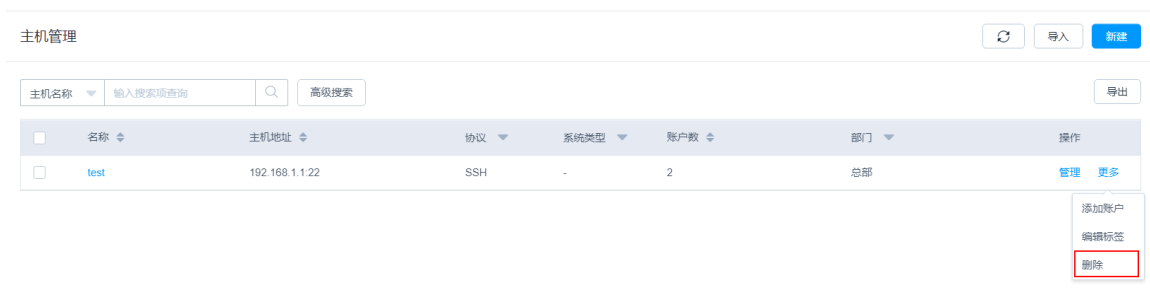 主机管理
导入
新建
主机名称 输入搜索项查询 高级搜索
导出
名称 主机地址 协议 系统类型 账户数 部门 操作
test 192.168.1.1:22 SSH - 2 总部 管理 更多
添加账户
编辑标签
删除